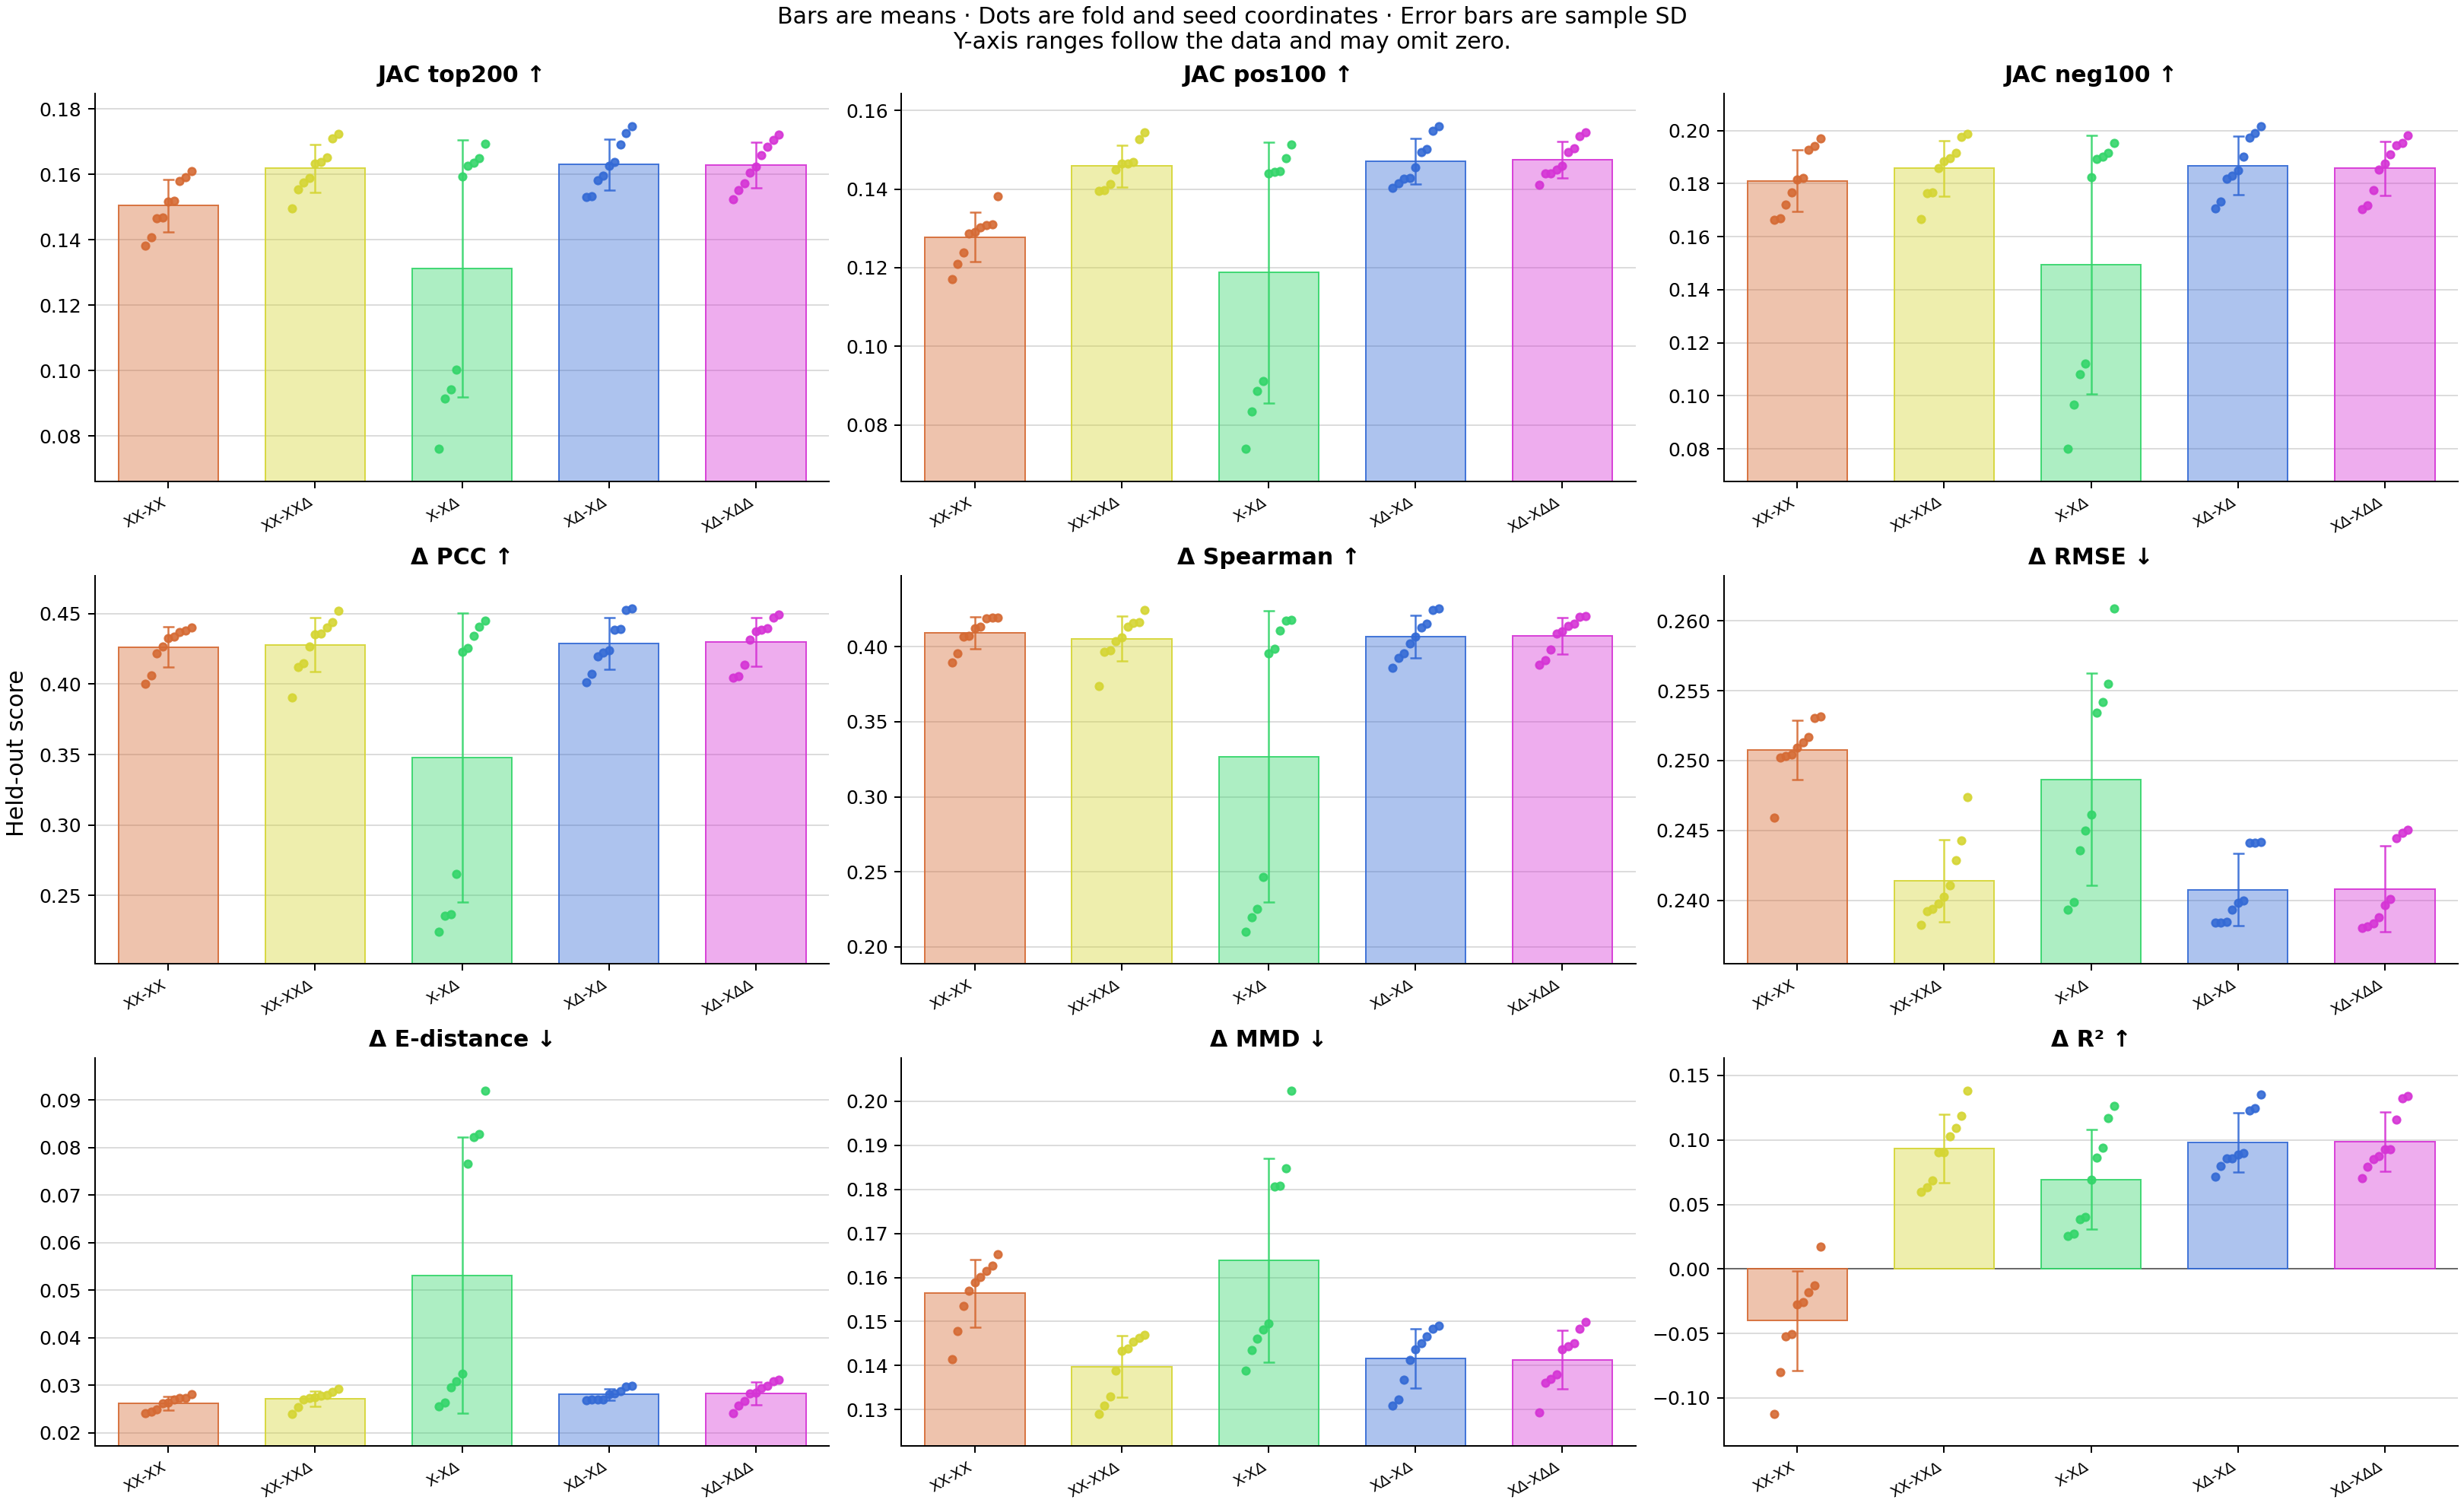 Bars are means · Dots are fold and seed coordinates · Error bars are sample SD
Y-axis ranges follow the data and may omit zero.
JAC top200 ↑
0.18
0.16
0.14
0.12
0.10
0.08
XX-XX
XX-XXΔ
X-XΔ
XΔ-XΔ
XΔ-XΔΔ
JAC pos100 ↑
0.16
0.14
0.12
0.10
0.08
XX-XX
XX-XXΔ
X-XΔ
XΔ-XΔ
XΔ-XΔΔ
JAC neg100 ↑
0.20
0.18
0.16
0.14
0.12
0.10
0.08
XX-XX
XX-XXΔ
X-XΔ
XΔ-XΔ
XΔ-XΔΔ
Held-out score
Δ PCC ↑
0.45
0.40
0.35
0.30
0.25
XX-XX
XX-XXΔ
X-XΔ
XΔ-XΔ
XΔ-XΔΔ
Δ Spearman ↑
0.40
0.35
0.30
0.25
0.20
XX-XX
XX-XXΔ
X-XΔ
XΔ-XΔ
XΔ-XΔΔ
Δ RMSE ↓
0.260
0.255
0.250
0.245
0.240
XX-XX
XX-XXΔ
X-XΔ
XΔ-XΔ
XΔ-XΔΔ
Δ E-distance ↓
0.09
0.08
0.07
0.06
0.05
0.04
0.03
0.02
XX-XX
XX-XXΔ
X-XΔ
XΔ-XΔ
XΔ-XΔΔ
Δ MMD ↓
0.20
0.19
0.18
0.17
0.16
0.15
0.14
0.13
XX-XX
XX-XXΔ
X-XΔ
XΔ-XΔ
XΔ-XΔΔ
Δ R² ↑
0.15
0.10
0.05
0.00
−0.05
−0.10
XX-XX
XX-XXΔ
X-XΔ
XΔ-XΔ
XΔ-XΔΔ